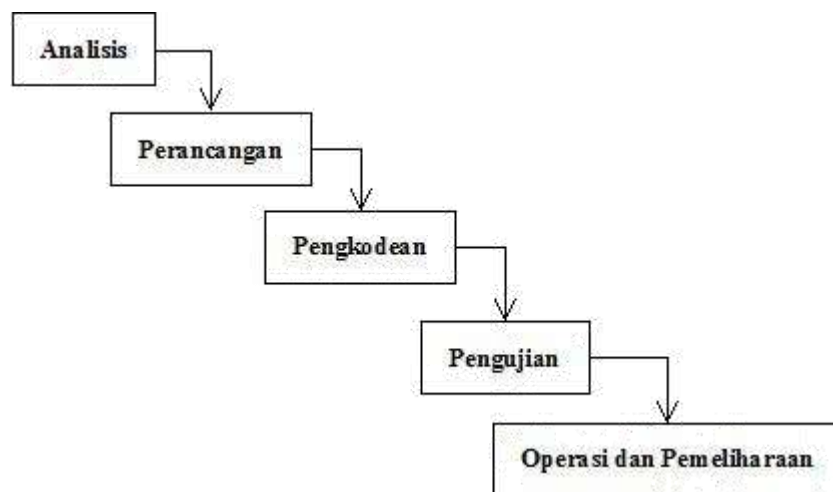 Analisis
Perancangan
Pengkodean
Pengujian
Operasi dan Pemeliharaan